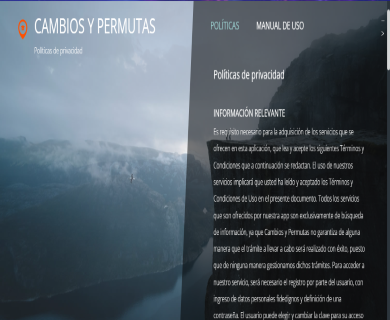 CAMBIOS Y PERMUTAS
Políticas de privacidad
POLÍTICAS
MANUAL DE USO
Políticas de privacidad
INFORMACIÓN RELEVANTE
Es requisito necesario para la adquisición de los servicios que se
ofrecen en esta aplicación, que lea y acepte los siguientes Términos y
Condiciones que a continuación se redactan. El uso de nuestros
servicios implicará que usted ha leído y aceptado los Términos y
Condiciones de Uso en el presente documento. Todos los servicios
que son ofrecidos por nuestra app son exclusivamente de búsqueda
de información, ya que Cambios y Permutas no garantiza de alguna
manera que el trámite a llevar a cabo será realizado con éxito, puesto
que de ninguna manera gestionamos dichos trámites. Para acceder a
nuestro servicio, será necesario el registro por parte del usuario, con
ingreso de datos personales fidedignos y definición de una
contraseña. El usuario puede elegir y cambiar la clave para su acceso